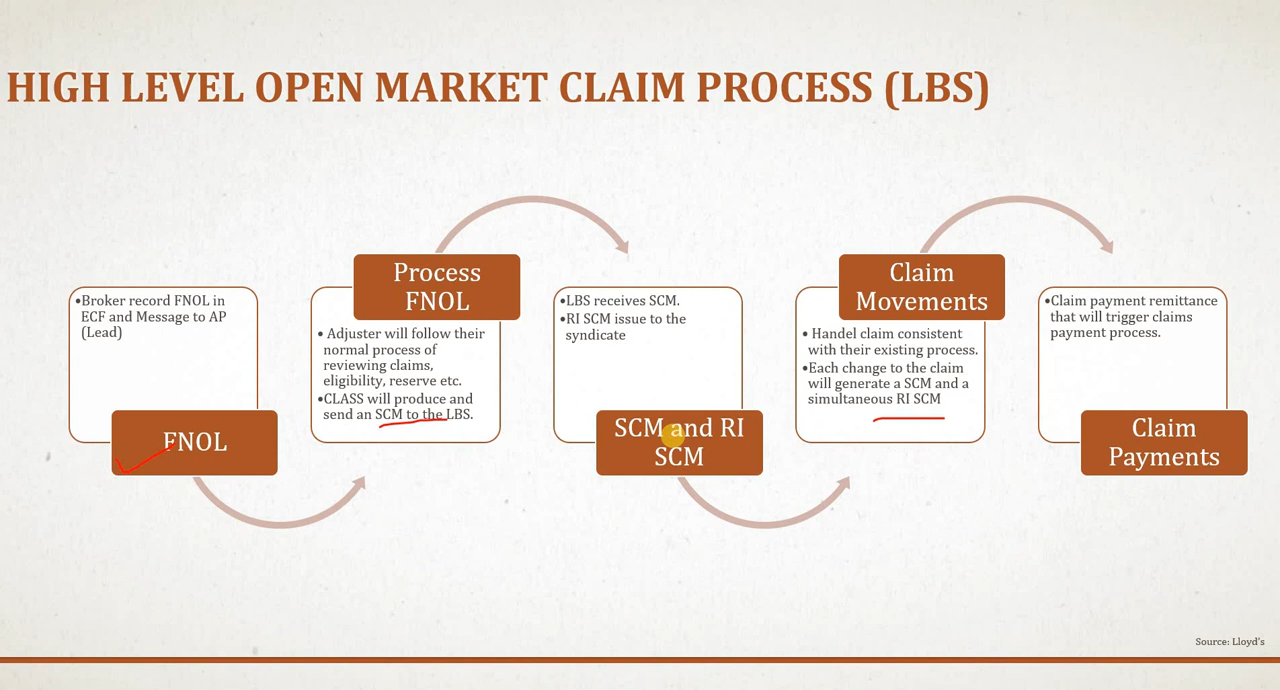 HIGH LEVEL OPEN MARKET CLAIM PROCESS (LBS)
•Broker record FNOL in
ECF and Message to AP
(Lead)
FNOL
Process
FNOL
• Adjuster will follow their
normal process of
reviewing claims,
eligibility, reserve etc.
•CLASS will produce and
send an SCM to the LBS.
•LBS receives SCM.
•RI SCM issue to the
syndicate
SCM and RI
SCM
Claim
Movements
• Handel claim consistent
with their existing process.
•Each change to the claim
will generate a SCM and a
simultaneous RI SCM
•Claim payment remittance
that will trigger claims
payment process.
Claim
Payments
Source: Lloyd's